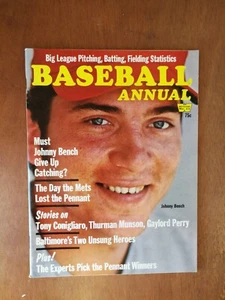 Big League Pitching, Batting, Fielding Statistics
BASEBALL
ANNUAL
75c
Must
Johnny Bench
Give Up
Catching?
Johnny Bench
The Day the Mets
Lost the Pennant
Stories on
Tony Conigliaro, Thurman Munson, Gaylord Perry
Baltimore's Two Unsung Heroes
Plus!
The Experts Pick the Pennant Winners